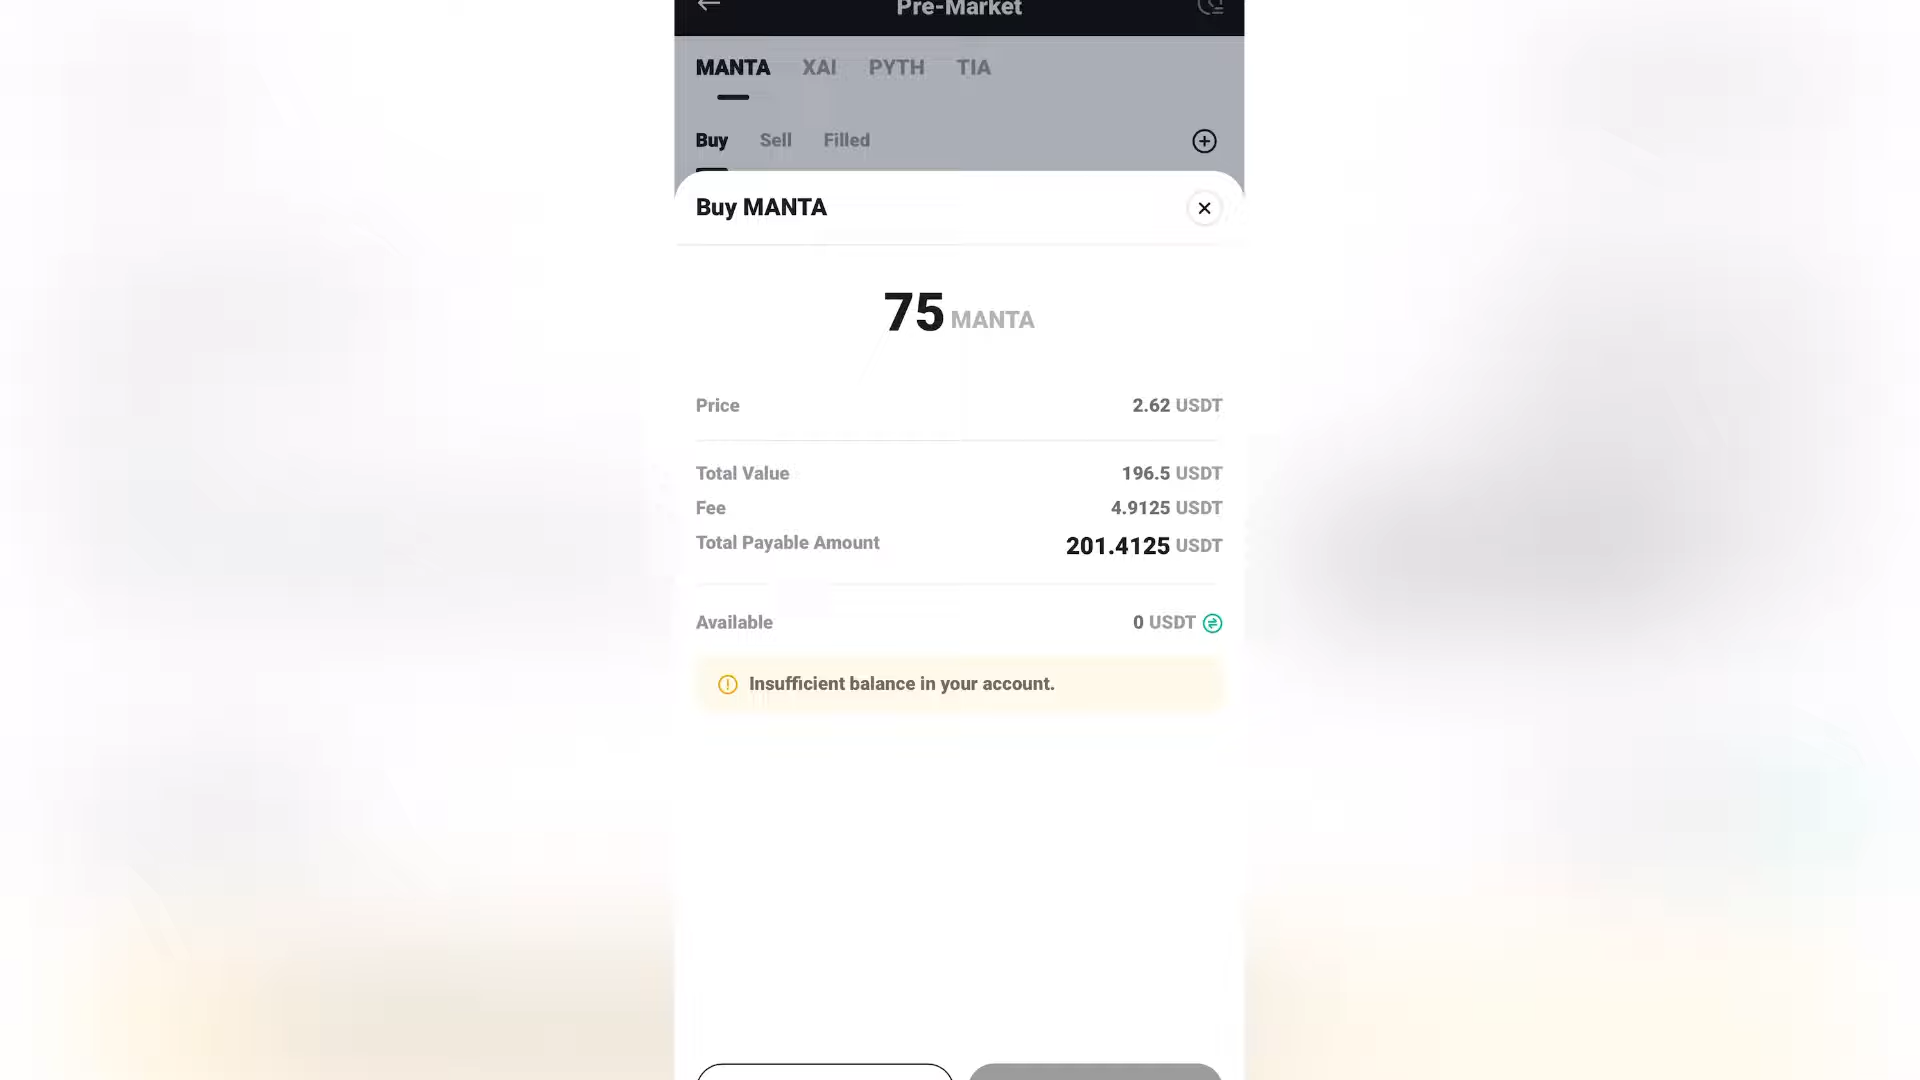 Pre-Market
MANTA XAI PYTH TIA
Buy Sell Filled
Buy MANTA
75 MANTA
Price 2.62 USDT
Total Value 196.5 USDT
Fee 4.9125 USDT
Total Payable Amount 201.4125 USDT
Available 0 USDT
Insufficient balance in your account.